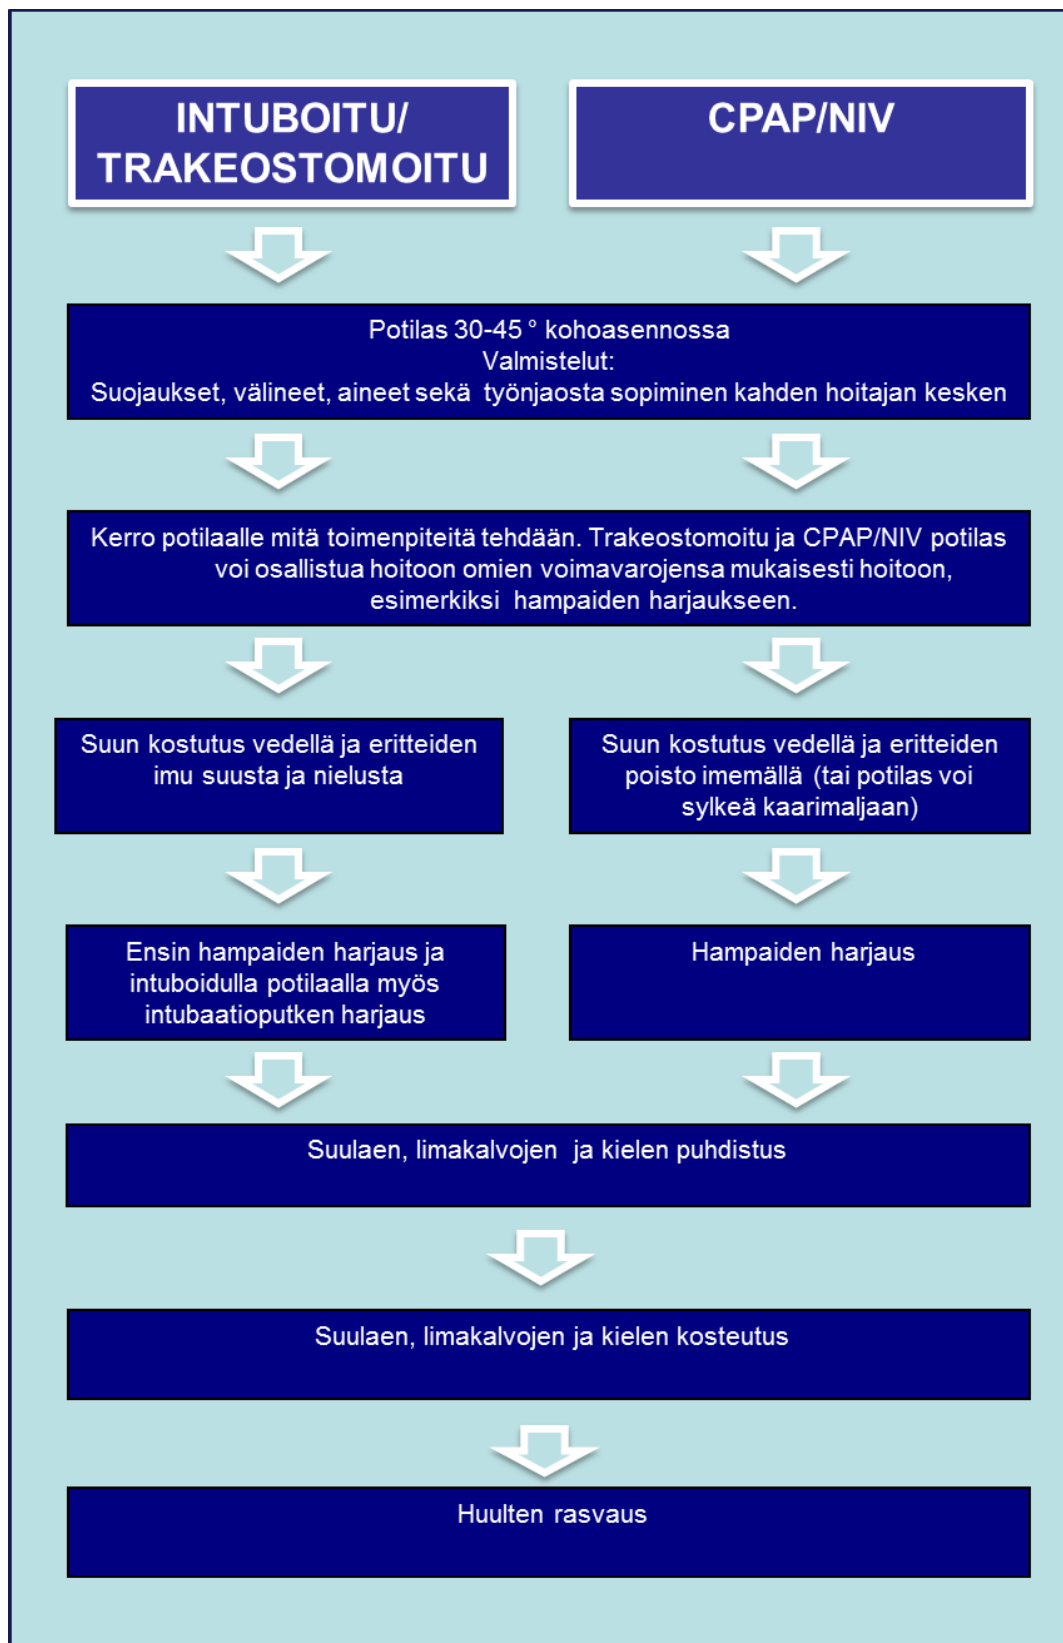 INTUBOITU/
TRAKEOSTOMOITU
CPAP/NIV
Potilas 30-45 ° kohoasennossa
Valmistelut:
Suojaukset, välineet, aineet sekä työnjaosta sopiminen kahden hoitajan kesken
Kerro potilaalle mitä toimenpiteitä tehdään. Trakeostomoitu ja CPAP/NIV potilas
voi osallistua hoitoon omien voimavarojensa mukaisesti hoitoon,
esimerkiksi hampaiden harjaukseen.
Suun kostutus vedellä ja eritteiden
imu suusta ja nielusta
Suun kostutus vedellä ja eritteiden
poisto imemällä (tai potilas voi
sylkeä kaarimaljaan)
Ensin hampaiden harjaus ja
intuboidulla potilaalla myös
intubaatioputken harjaus
Hampaiden harjaus
Suulaen, limakalvojen ja kielen puhdistus
Suulaen, limakalvojen ja kielen kosteutus
Huulten rasvaus